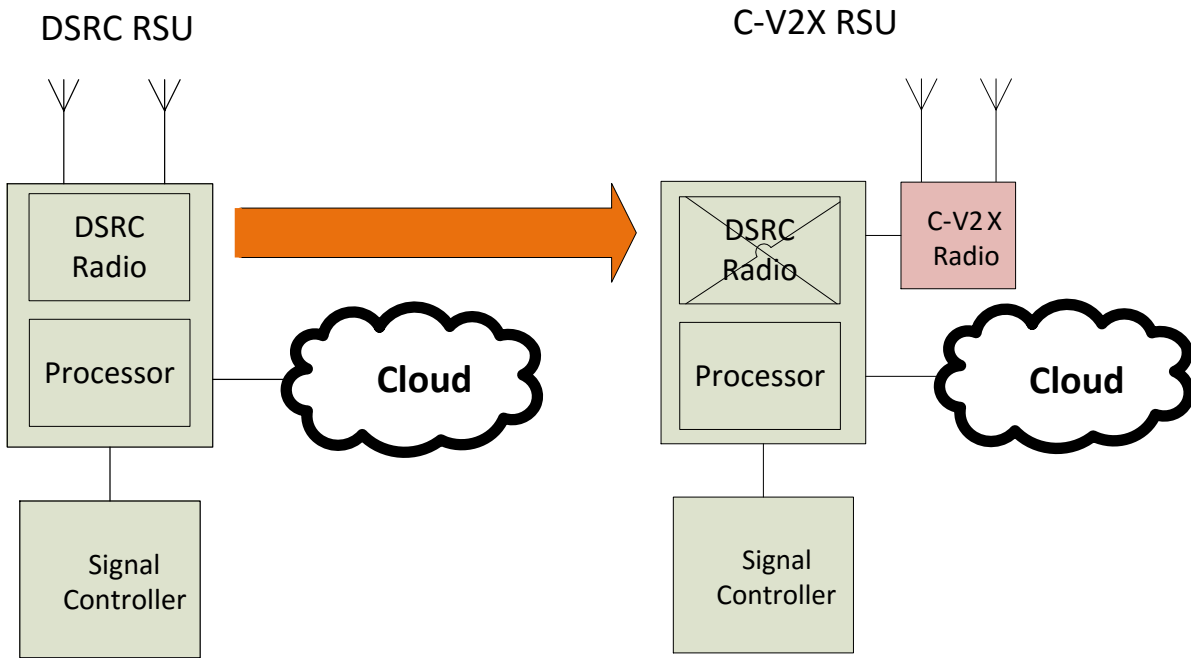 DSRC RSU
DSRC
Radio
Processor
Cloud
Signal
Controller
C-V2X RSU
DSRC
Radio
C-V2X
Radio
Processor
Cloud
Signal
Controller